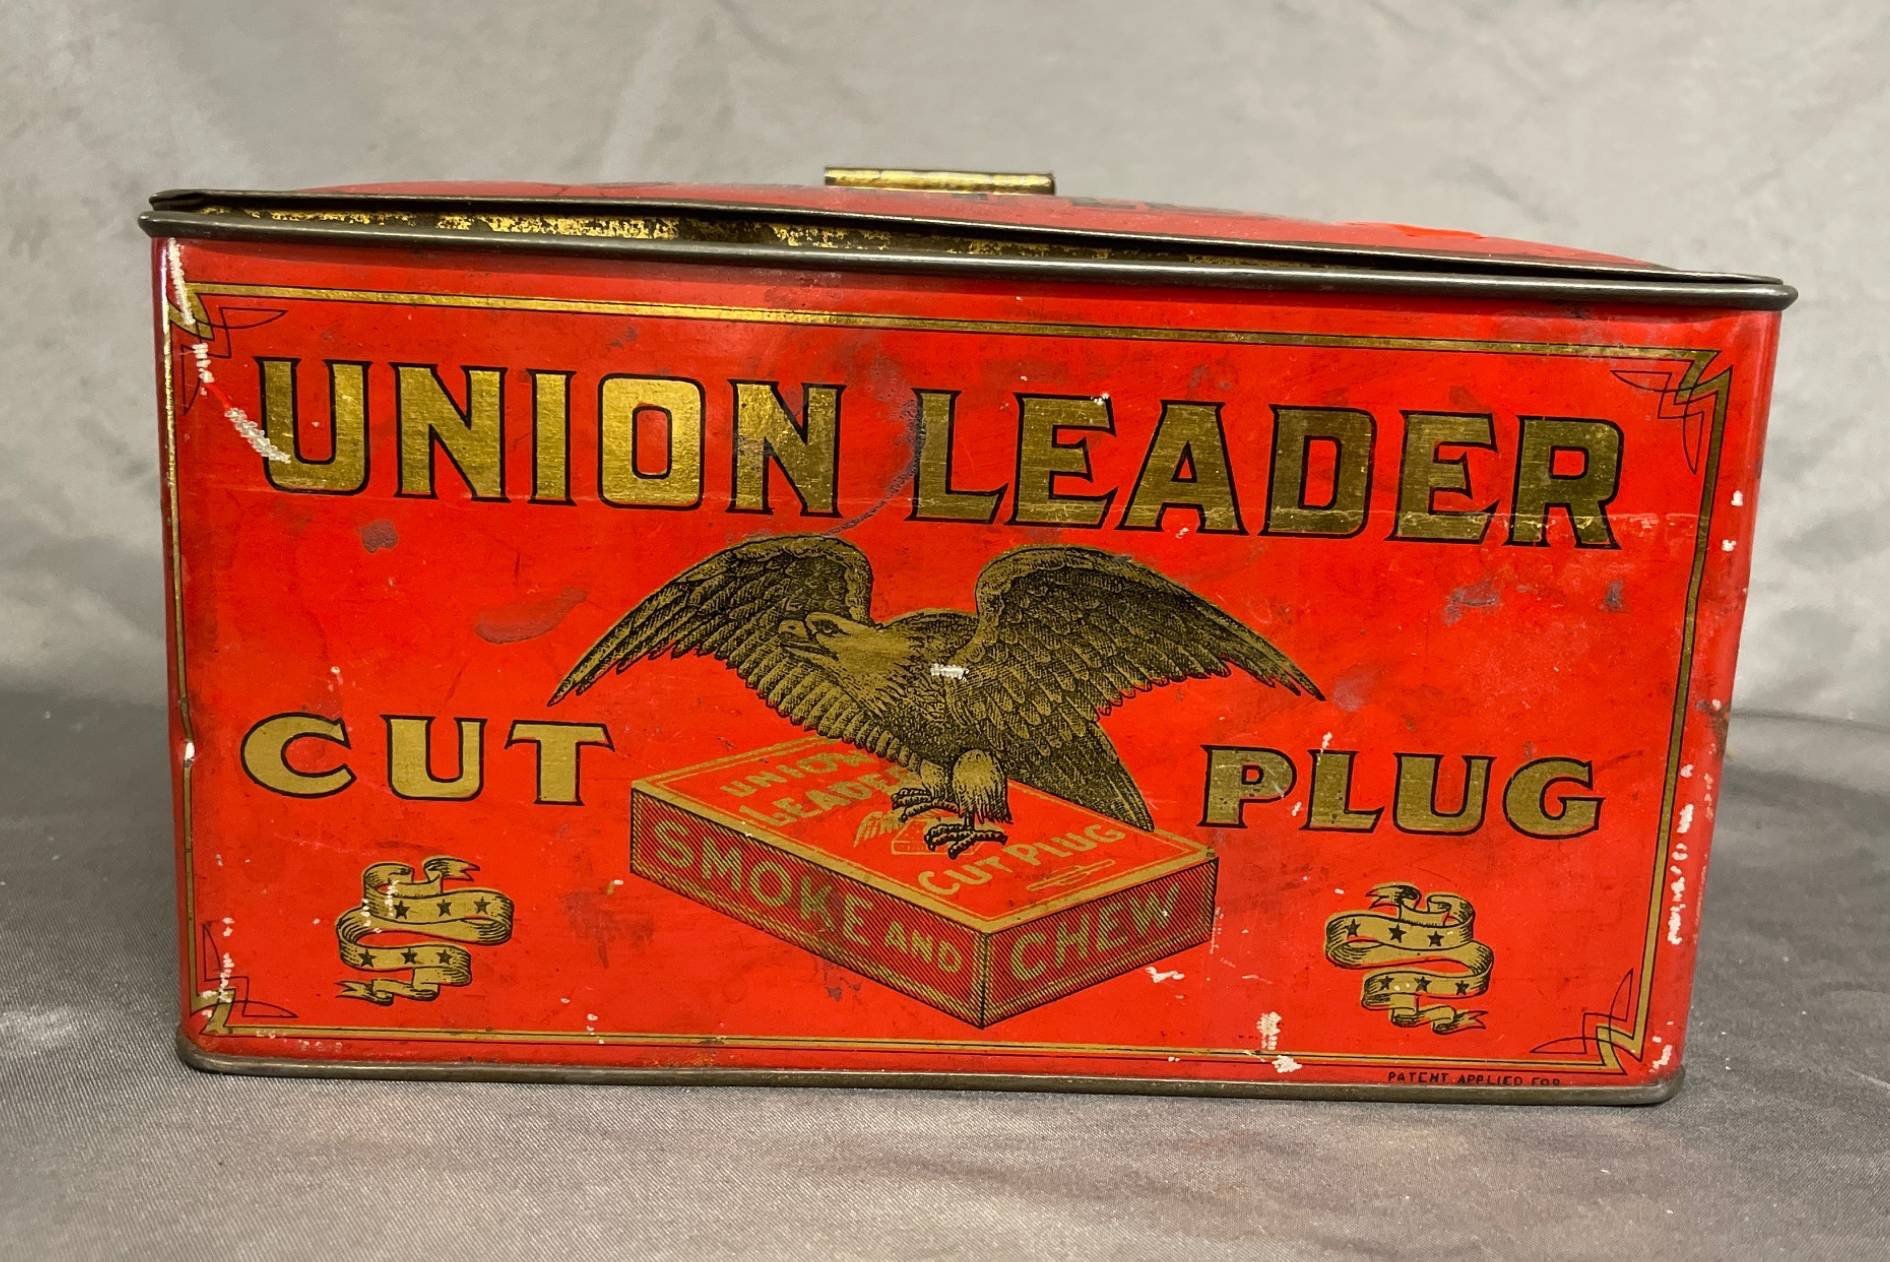 UNION LEADER
CUT PLUG
UNION
LEADER
CUT PLUG
SMOKE AND CHEW
PATENT APPLIED FOR